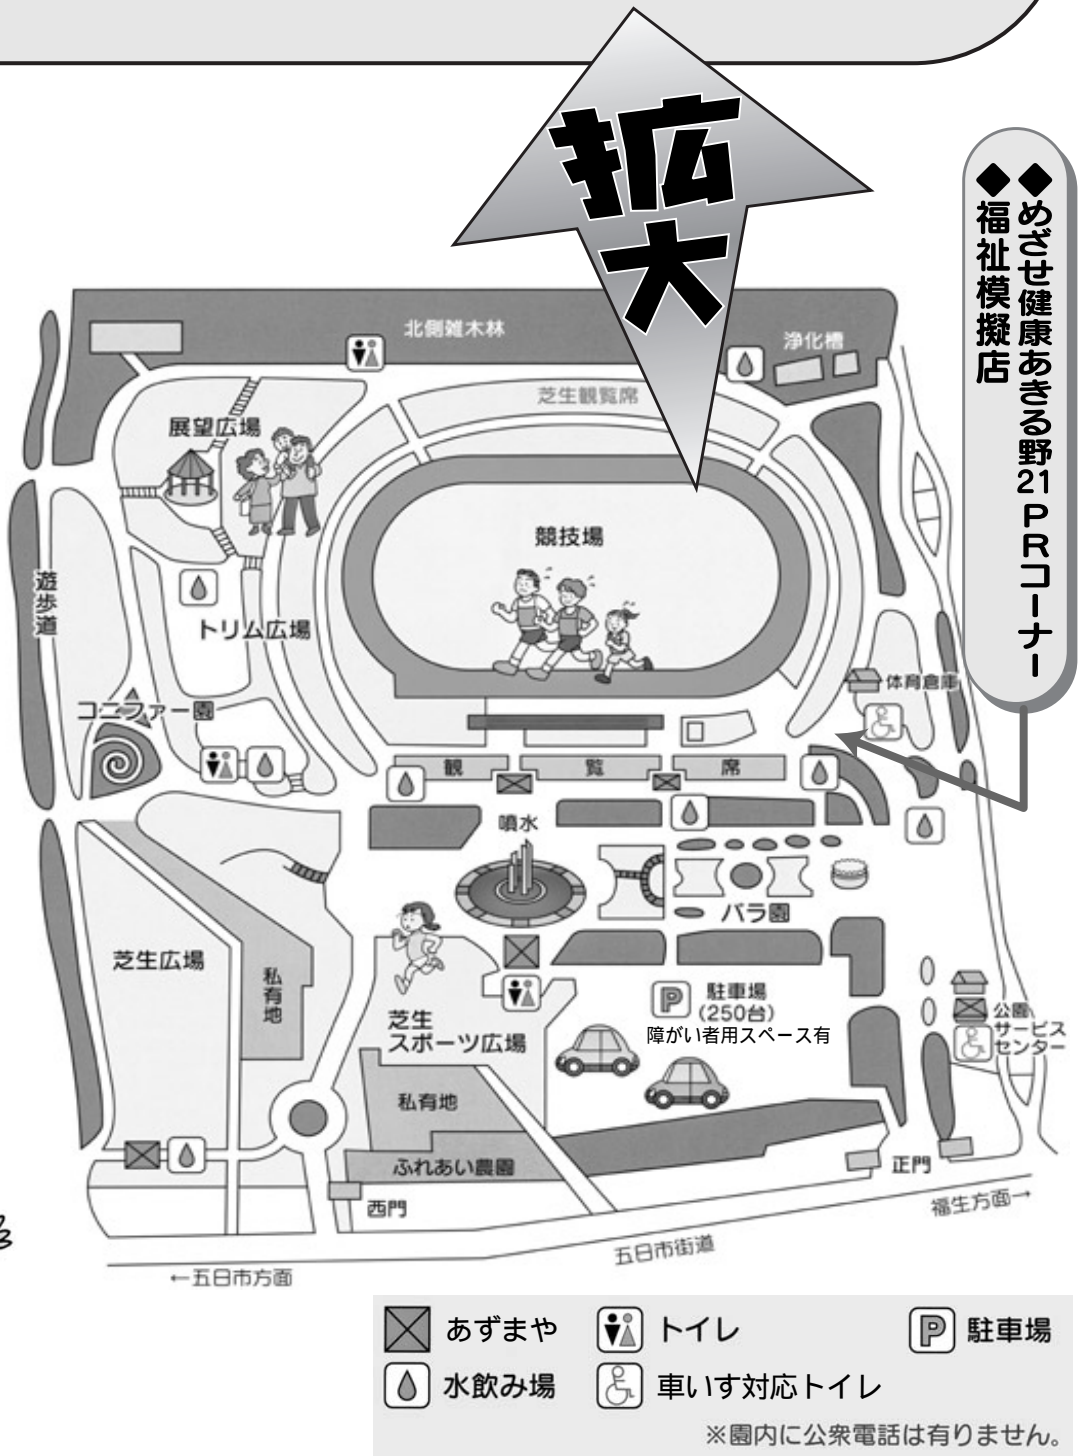 拡大
◆めざせ健康あきる野21 PRコーナー
◆福祉模擬店
北側雑木林
浄化槽
芝生観覧席
展望広場
競技場
遊歩道
トリム広場
体育倉庫
コニファー園
観覧席
噴水
バラ園
芝生広場
私有地
芝生
スポーツ広場
P
駐車場
(250台)
障がい者用スペース有
公園
サービス
センター
私有地
ふれあい農園
正門
西門
福生方面→
五日市街道
←五日市方面
あずまや
トイレ
P 駐車場
水飲み場
車いす対応トイレ
※園内に公衆電話は有りません。